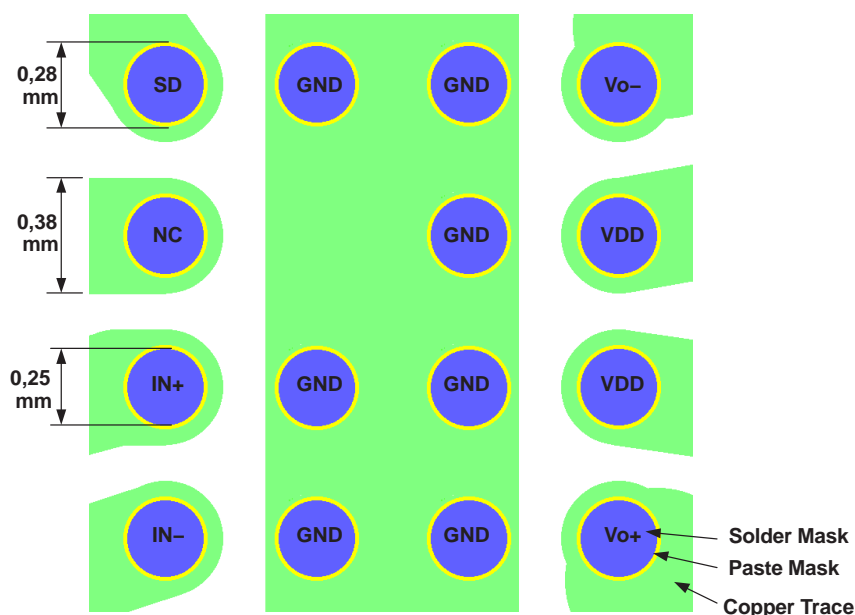 0,28
mm
SD
GND
GND
Vo–
0,38
mm
NC
GND
VDD
0,25
mm
IN+
GND
GND
VDD
IN–
GND
GND
Vo+
Solder Mask
Paste Mask
Copper Trace